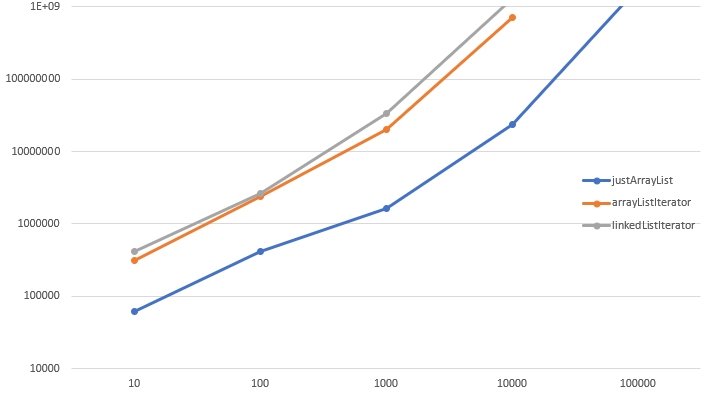 1E+09
100000000
10000000
1000000
100000
10000
justArrayList
arrayListIterator
linkedListIterator
10 100 1000 10000 100000